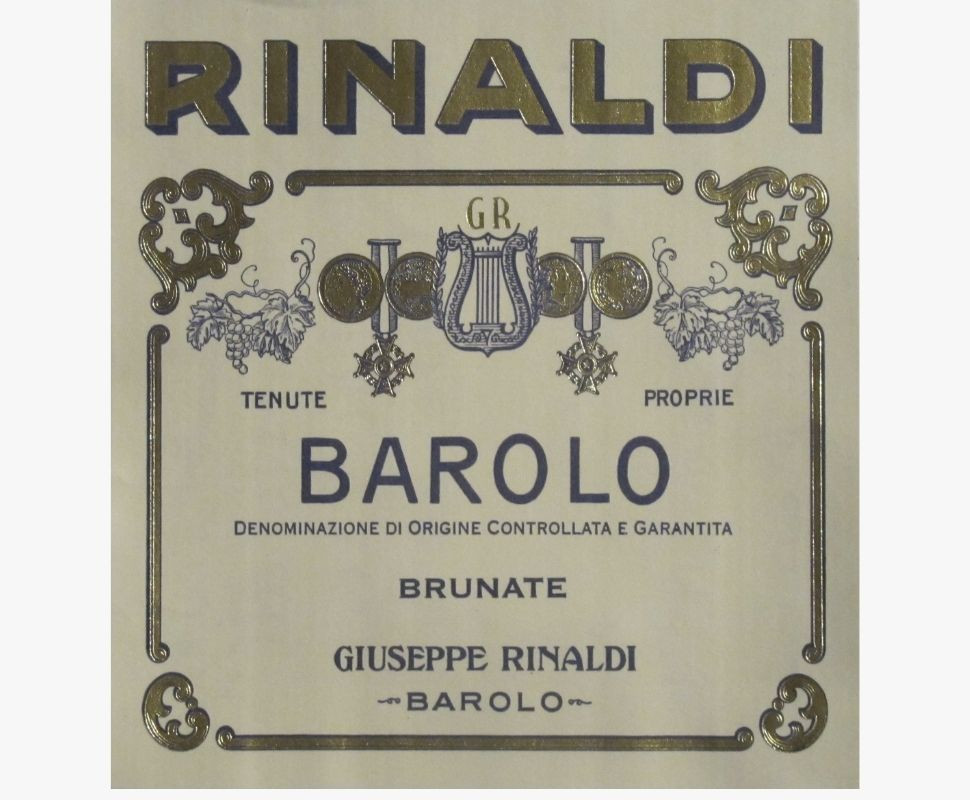 RINALDI
GR
TENUTE PROPRIE
BAROLO
DENOMINAZIONE DI ORIGINE CONTROLLATA E GARANTITA
BRUNATE
GIUSEPPE RINALDI
BAROLO